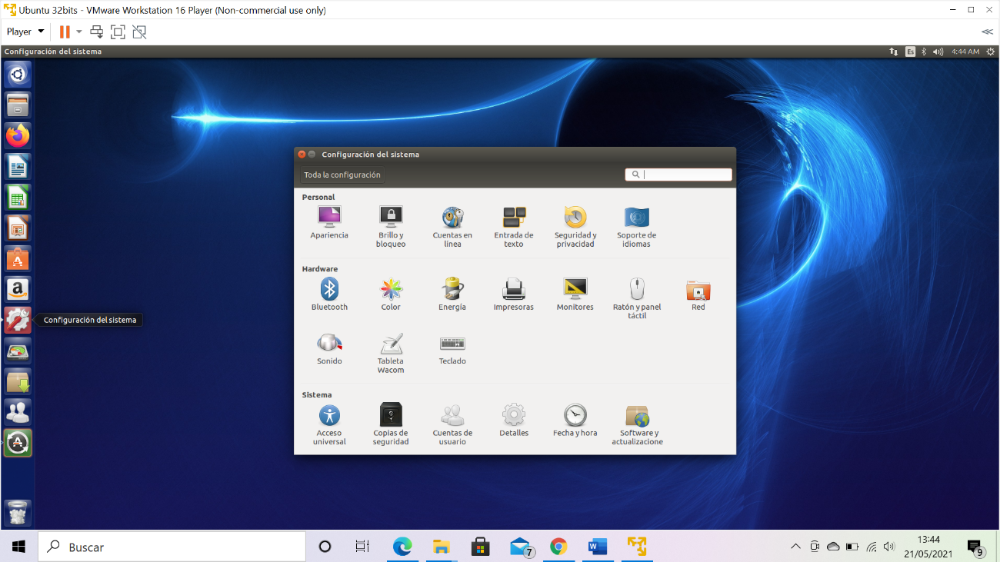 Ubuntu 32bits - VMware Workstation 16 Player (Non-commercial use only)
Player
Configuración del sistema
Es
4:44 AM
Configuración del sistema
Toda la configuración
Personal
Apariencia
Brillo y
bloqueo
Cuentas en
línea
Entrada de
texto
Seguridad y
privacidad
Soporte de
idiomas
Hardware
Bluetooth
Color
Energía
Impresoras
Monitores
Ratón y panel
táctil
Red
Configuración del sistema
Sonido
Tableta
Wacom
Teclado
Sistema
Acceso
universal
Copias de
seguridad
Cuentas de
usuario
Detalles
Fecha y hora
Software y
actualizacione
Buscar
7
13:44
21/05/2021
9